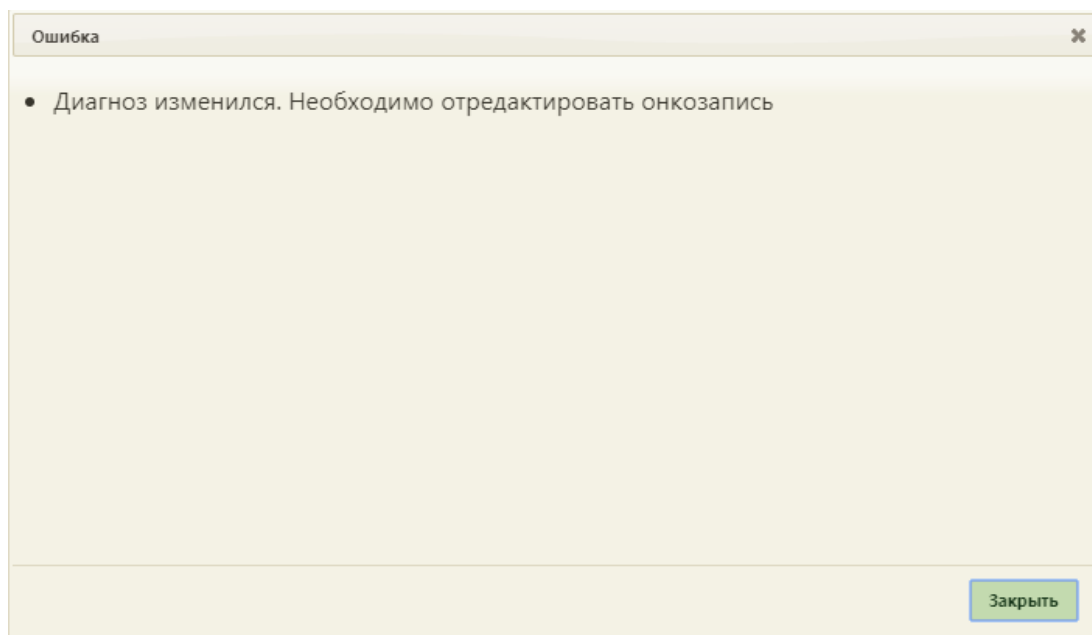 Ошибка
• Диагноз изменился. Необходимо отредактировать онкозапись
Закрыть